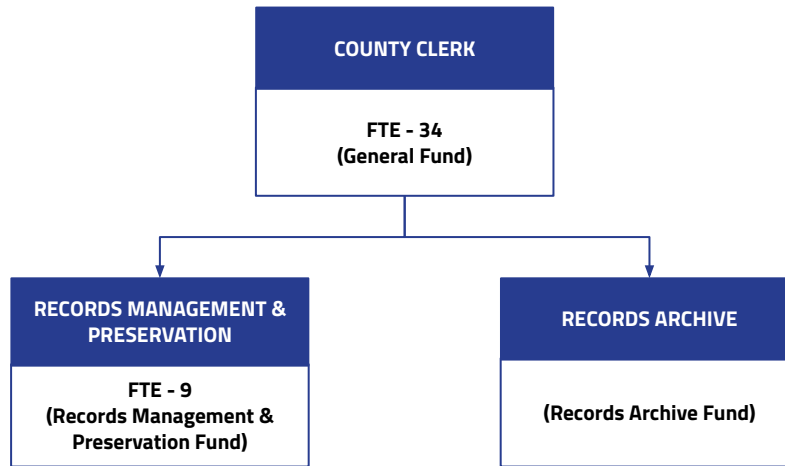 COUNTY CLERK
FTE - 34
(General Fund)
RECORDS MANAGEMENT &
PRESERVATION
FTE - 9
(Records Management &
Preservation Fund)
RECORDS ARCHIVE
(Records Archive Fund)